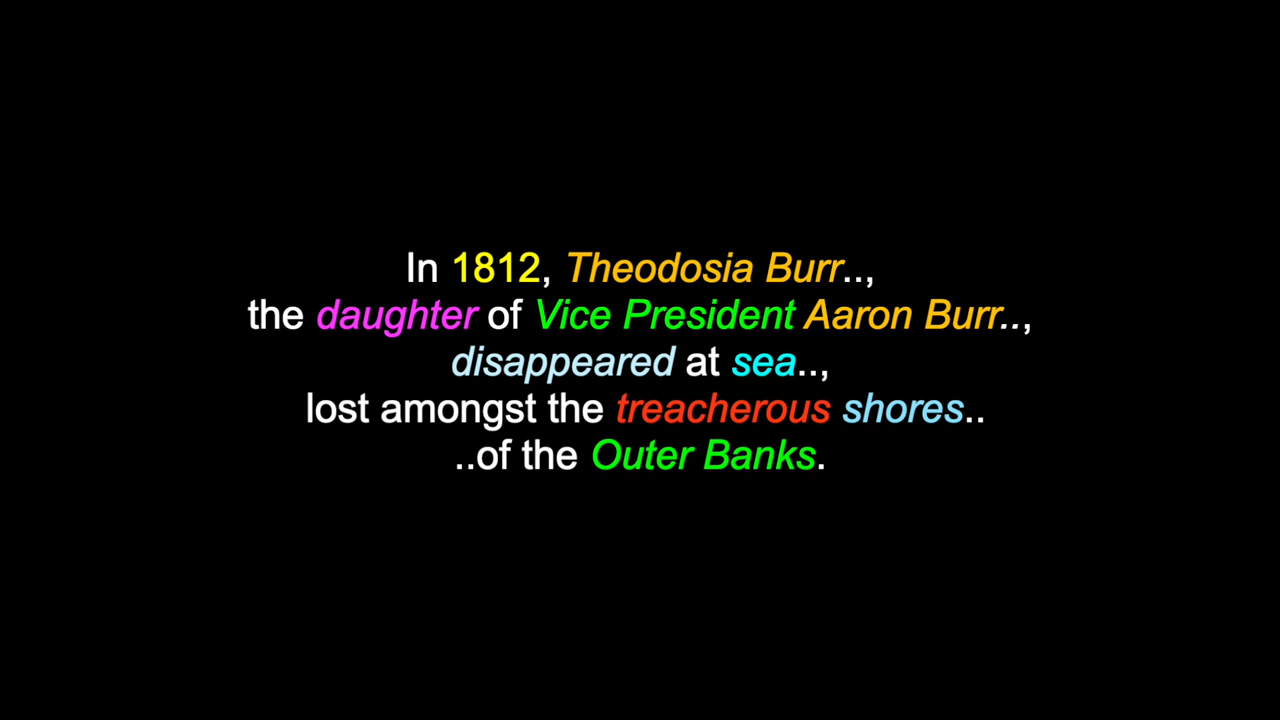 In 1812, Theodosia Burr..,
the daughter of Vice President Aaron Burr..,
disappeared at sea..,
lost amongst the treacherous shores..
..of the Outer Banks.